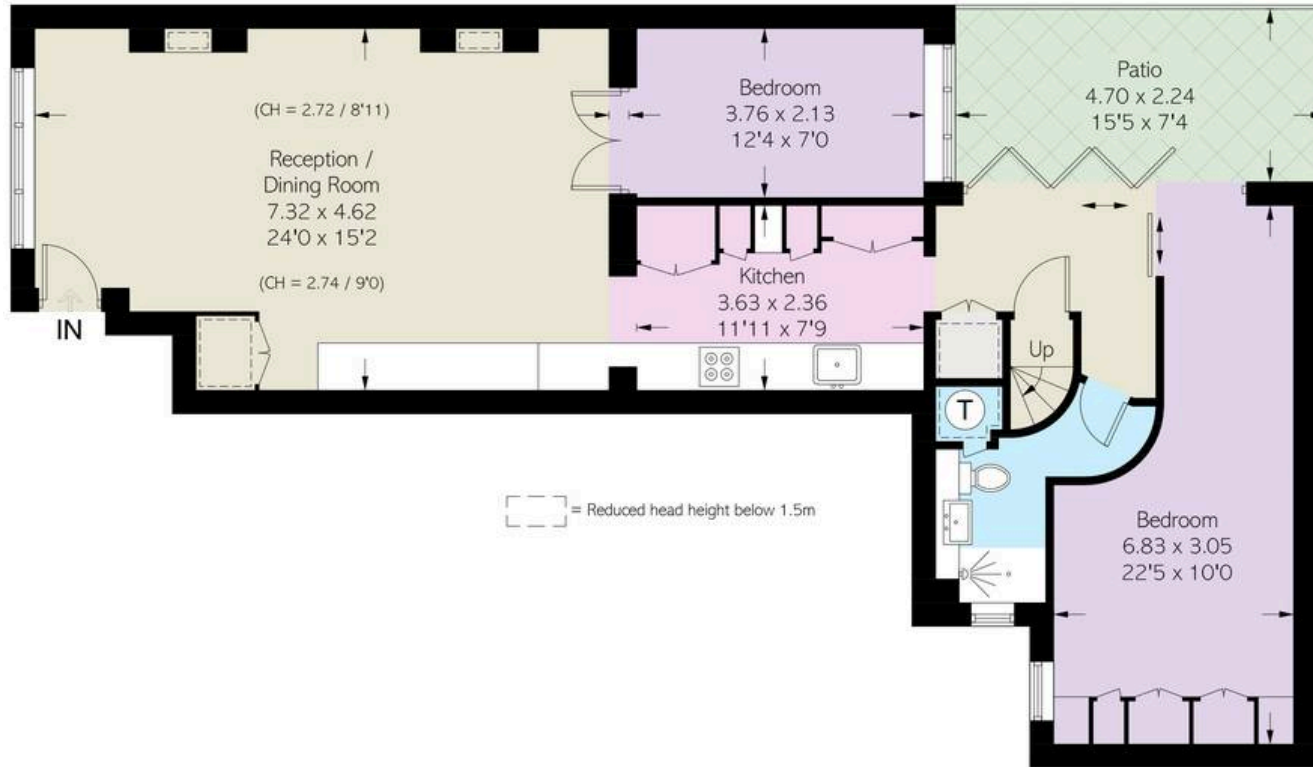 (CH = 2.72 / 8'11)
Reception /
Dining Room
7.32 x 4.62
24'0 x 15'2
(CH = 2.74 / 9'0)
IN
Bedroom
3.76 x 2.13
12'4 x 7'0
Patio
4.70 x 2.24
15'5 x 7'4
Kitchen
3.63 x 2.36
11'11 x 7'9
Up
T
= Reduced head height below 1.5m
Bedroom
6.83 x 3.05
22'5 x 10'0